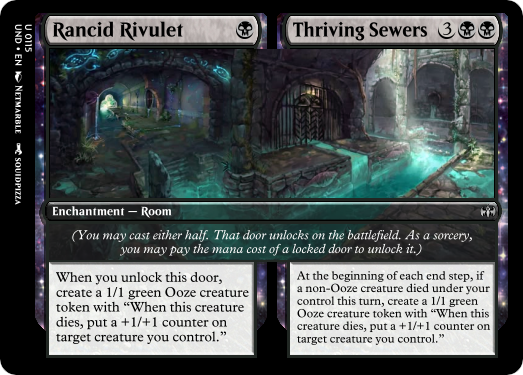 Rancid Rivulet
Thriving Sewers 3
Enchantment — Room
(You may cast either half. That door unlocks on the battlefield. As a sorcery,
you may pay the mana cost of a locked door to unlock it.)
When you unlock this door,
create a 1/1 green Ooze creature
token with “When this creature
dies, put a +1/+1 counter on
target creature you control.”
At the beginning of each end step, if
a non-Ooze creature died under your
control this turn, create a 1/1 green
Ooze creature token with “When this
creature dies, put a +1/+1 counter on
target creature you control.”
U 0115
UND • EN NETMARBLE SQUIDPIZZA